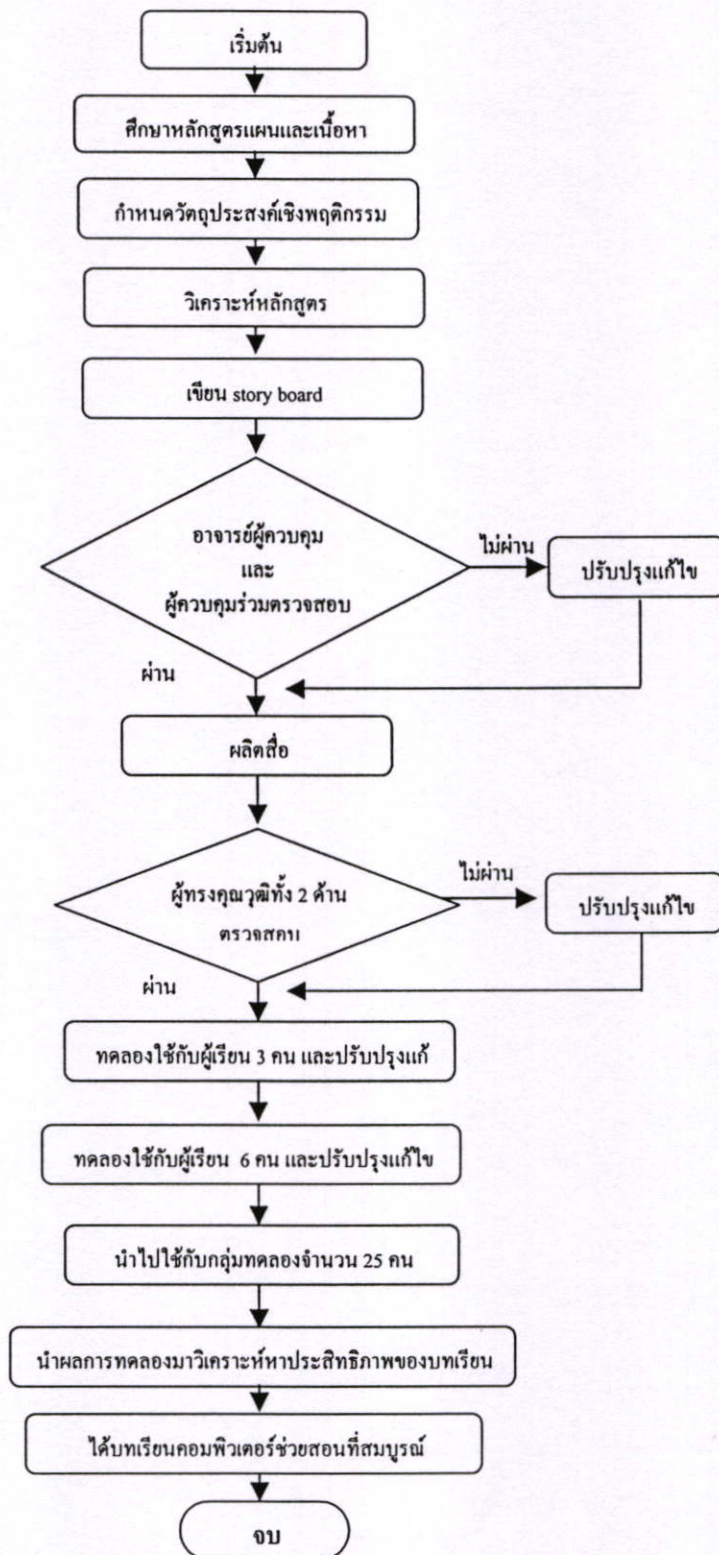 เริ่มต้น
ศึกษาหลักสูตรแผนและเนื้อหา
กำหนดวัตถุประสงค์เชิงพฤติกรรม
วิเคราะห์หลักสูตร
เขียน story board
อาจารย์ผู้ควบคุม
และ
ผู้ควบคุมร่วมตรวจสอบ
ไม่ผ่าน
ปรับปรุงแก้ไข
ผ่าน
ผลิตสื่อ
ผู้ทรงคุณวุฒิทั้ง 2 ด้าน
ตรวจสอบ
ไม่ผ่าน
ปรับปรุงแก้ไข
ผ่าน
ทดลองใช้กับผู้เรียน 3 คน และปรับปรุงแก้
ทดลองใช้กับผู้เรียน 6 คน และปรับปรุงแก้ไข
นำไปใช้กับกลุ่มทดลองจำนวน 25 คน
นำผลการทดลองมาวิเคราะห์หาประสิทธิภาพของบทเรียน
ได้บทเรียนคอมพิวเตอร์ช่วยสอนที่สมบูรณ์
จบ